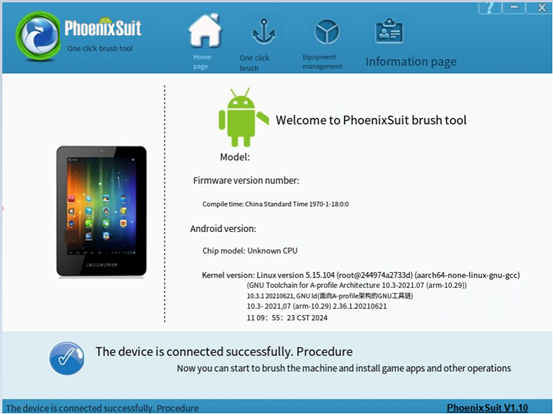 PhoenixSuit
One click brush tool
Home
page
One click
brush
Equipment
management
Information page
Welcome to PhoenixSuit brush tool
Model:
Firmware version number:
Compile time: China Standard Time 1970-1-18:0:0
Android version:
Chip model: Unknown CPU
Kernel version: Linux version 5.15.104 (root@244974a2733d) (aarch64-none-linux-gnu-gcc)
(GNU Toolchain for A-profile Architecture 10.3-2021.07 (arm-10.29))
10.3.1 20210621, GNU ld(面向A-profile架构的GNU工具链)
10.3- 2021,07 (arm-10.29) 2.36.1.20210621
11 09:55:23 CST 2024
The device is connected successfully. Procedure
Now you can start to brush the machine and install game apps and other operations
The device is connected successfully. Procedure
PhoenixSuit V1.10